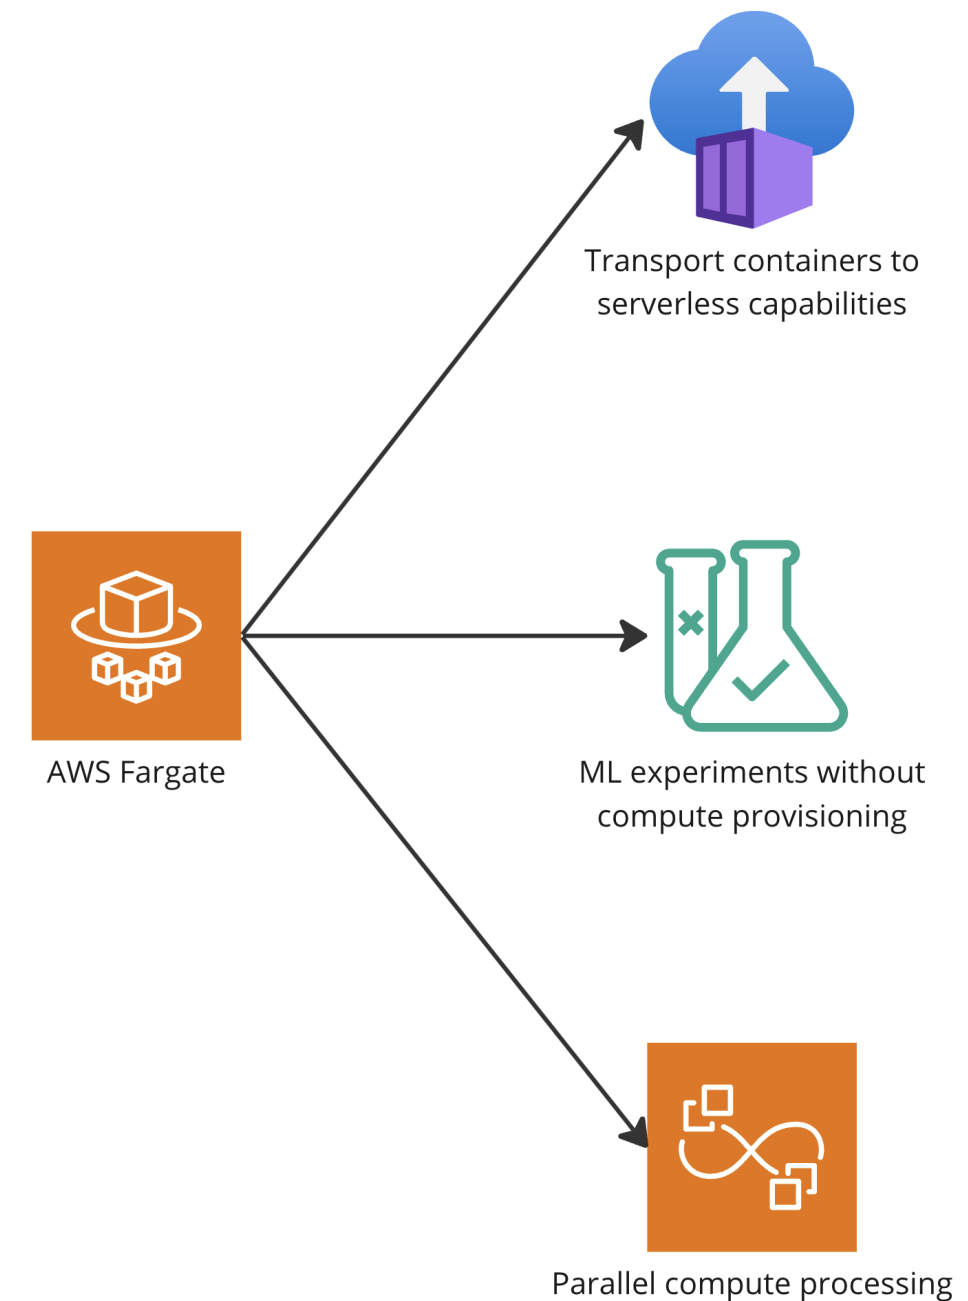 Transport containers to
serverless capabilities
AWS Fargate
ML experiments without
compute provisioning
Parallel compute processing